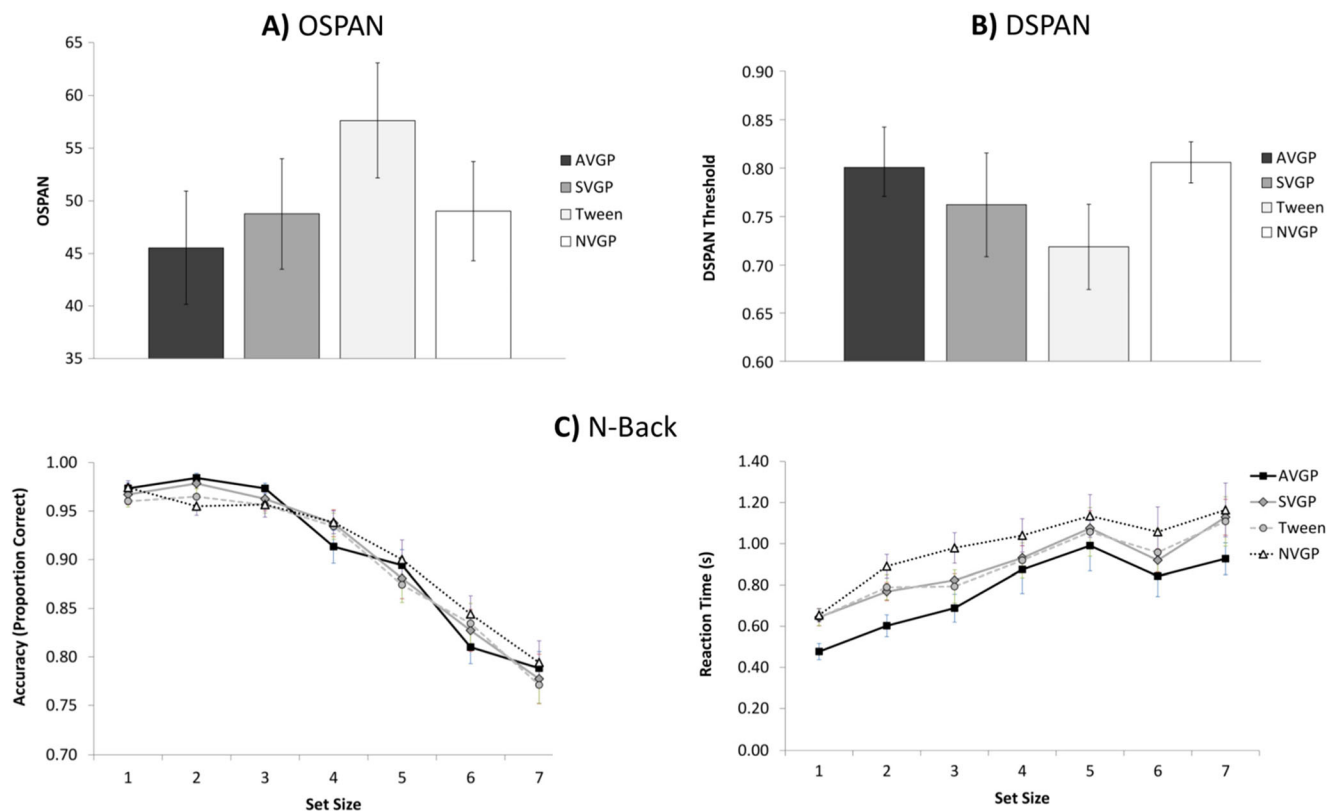 A) OSPAN
65
60
55
50
45
40
35
OSPAN
AVGP
SVGP
Tween
NVGP
B) DSPAN
0.90
0.85
0.80
0.75
0.70
0.65
0.60
DSPAN Threshold
AVGP
SVGP
Tween
NVGP
C) N-Back
1.00
0.95
0.90
0.85
0.80
0.75
0.70
Accuracy (Proportion Correct)
1 2 3 4 5 6 7
Set Size
1.40
1.20
1.00
0.80
0.60
0.40
0.20
0.00
Reaction Time (s)
1 2 3 4 5 6 7
Set Size
AVGP
SVGP
Tween
NVGP